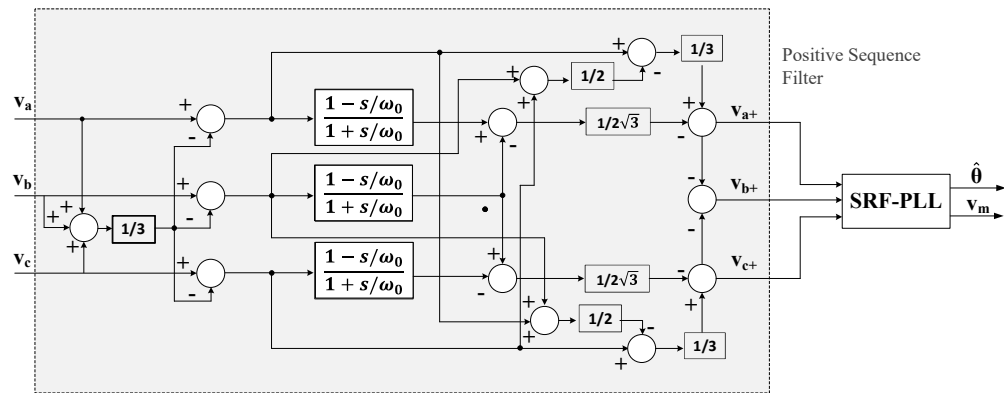 Positive Sequence
Filter
v_a
v_b
v_c
+
-
+
-
+
-
+
+
+
1/3
1 − s/ω₀
1 + s/ω₀
1 − s/ω₀
1 + s/ω₀
1 − s/ω₀
1 + s/ω₀
+
-
+
-
+
+
1/2
+
-
1/3
1/2√3
+
-
-
-
1/2√3
-
+
+
+
1/2
-
+
1/3
v_a+
v_b+
v_c+
SRF-PLL
θ̂
v_m